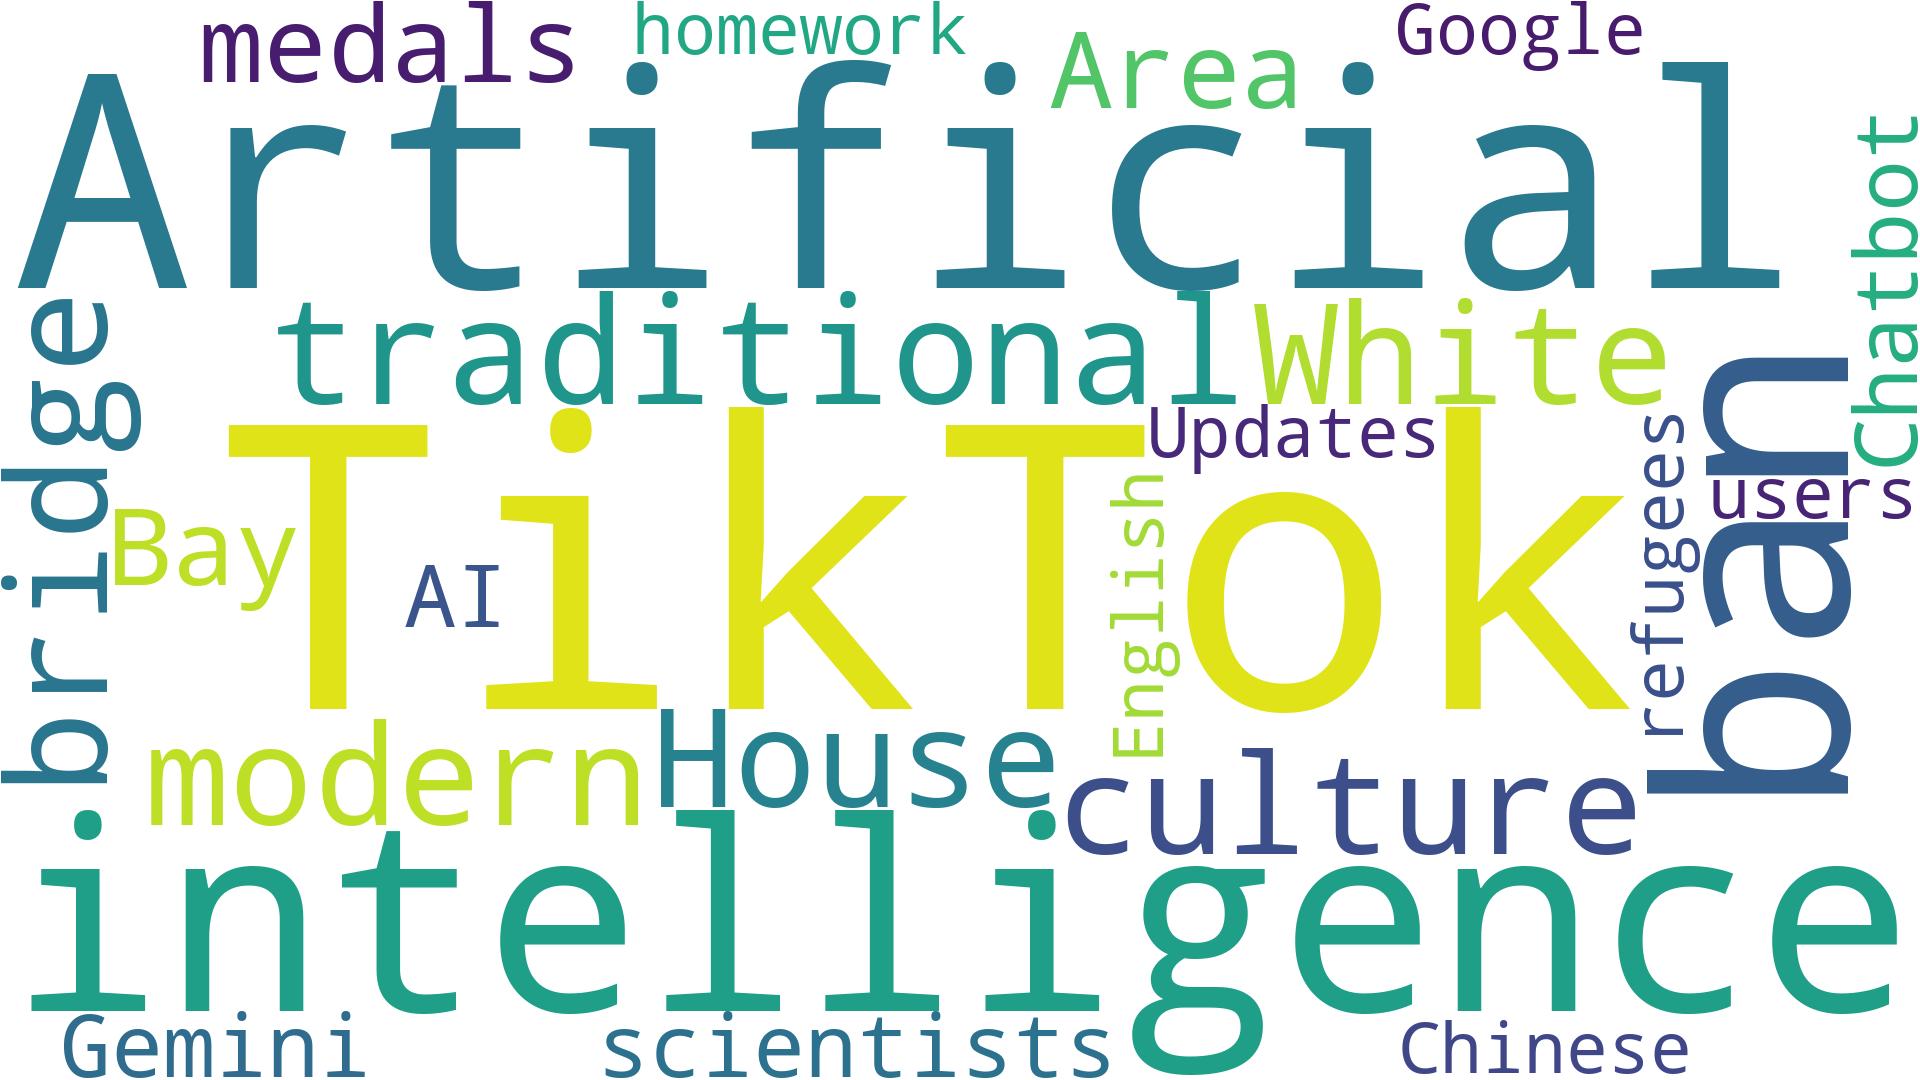 medals
homework
Area
Google
Artificial
Chatbot
traditional
White
bridge
TikTok
Updates
ban
users
refugees
English
Bay
AI
modern
House
culture
intelligence
Gemini
scientists
Chinese